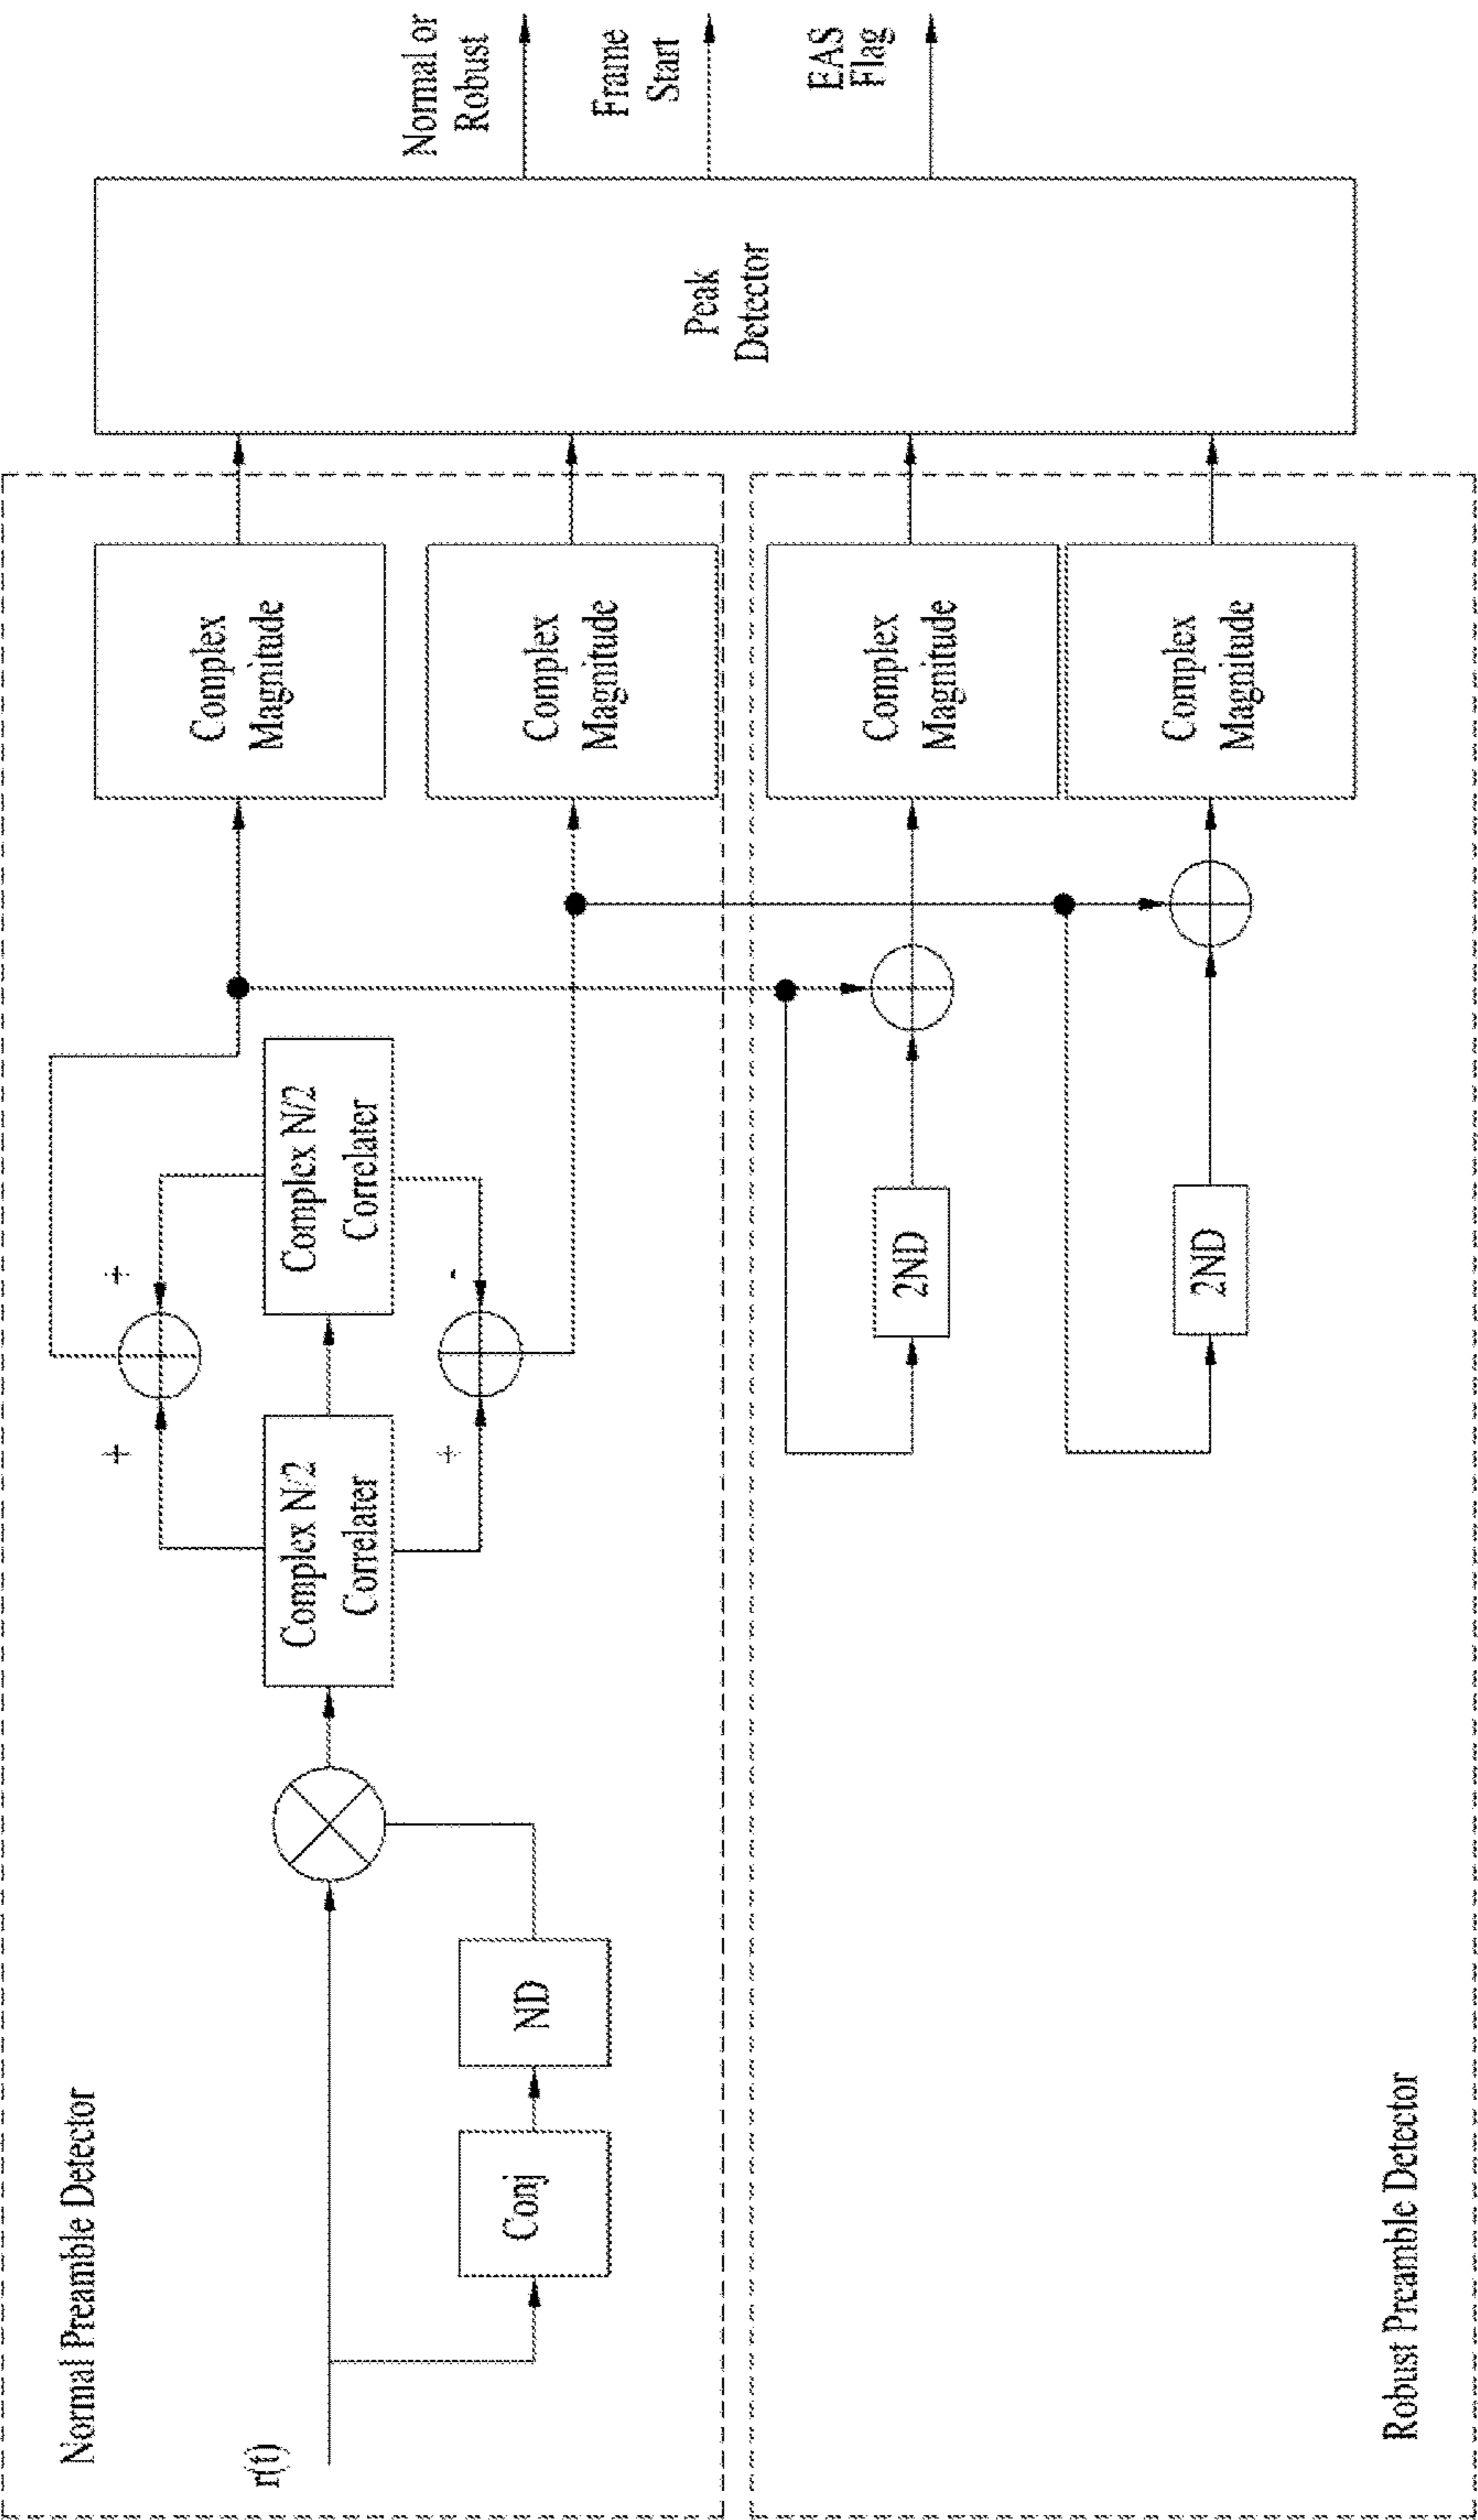 Normal Preamble Detector
r(t)
Conj
ND
Complex N/2
Correlater
Complex N/2
Correlater
+
+
+
-
Complex
Magnitude
Complex
Magnitude
Peak
Detector
Normal or
Robust
Frame
Start
EAS
Flag
2ND
2ND
Complex
Magnitude
Complex
Magnitude
Robust Preamble Detector